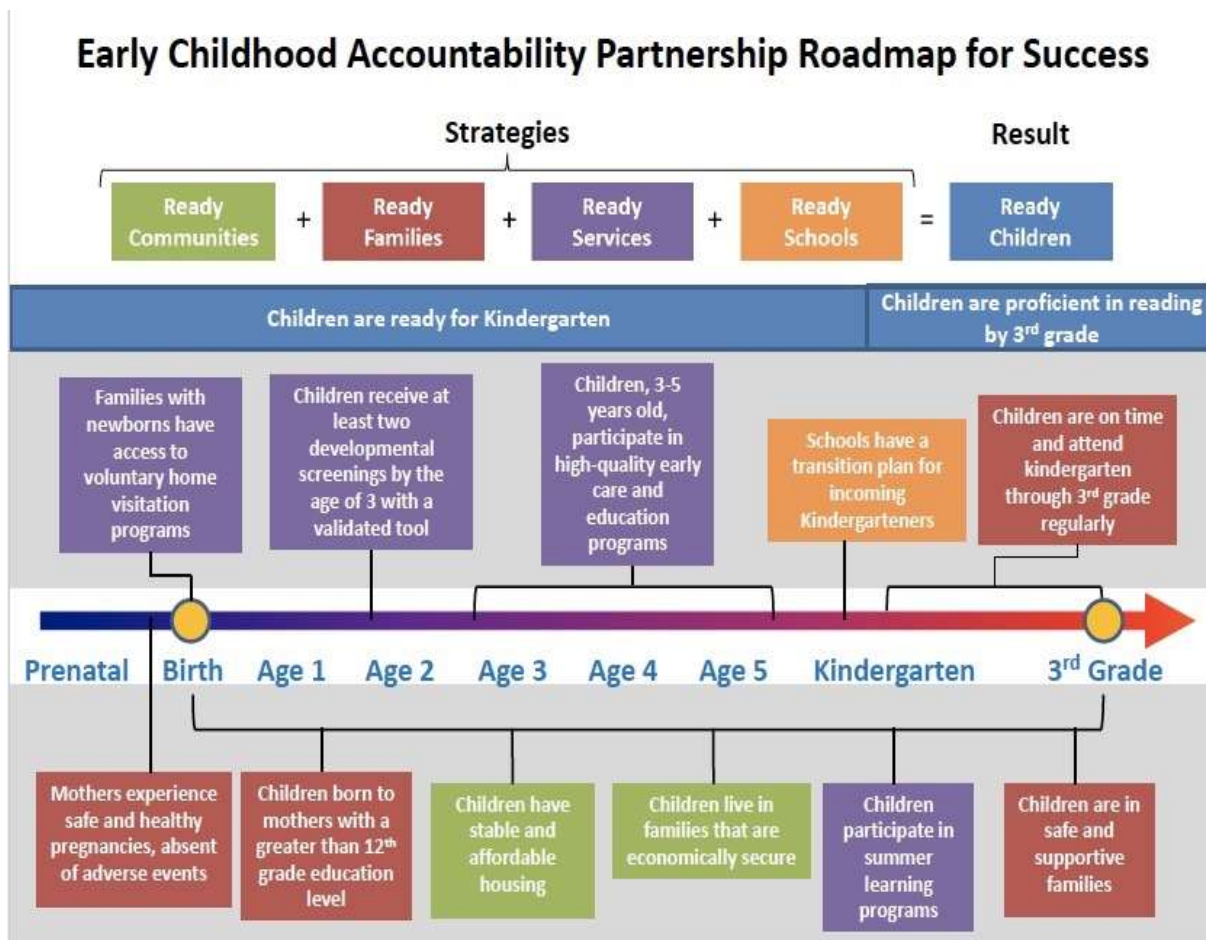 Early Childhood Accountability Partnership Roadmap for Success
Strategies
Result
Ready
Communities
+
Ready
Families
+
Ready
Services
+
Ready
Schools
=
Ready
Children
Children are ready for Kindergarten
Children are proficient in reading
by 3rd grade
Families with
newborns have
access to
voluntary home
visitation
programs
Children receive at
least two
developmental
screenings by the
age of 3 with a
validated tool
Children, 3-5
years old,
participate in
high-quality early
care and
education
programs
Schools have a
transition plan for
incoming
Kindergarteners
Children are on time
and attend
kindergarten
through 3rd grade
regularly
Prenatal
Birth
Age 1
Age 2
Age 3
Age 4
Age 5
Kindergarten
3rd Grade
Mothers experience
safe and healthy
pregnancies, absent
of adverse events
Children born to
mothers with a
greater than 12th
grade education
level
Children have
stable and
affordable
housing
Children live in
families that are
economically secure
Children
participate in
summer
learning
programs
Children are in
safe and
supportive
families